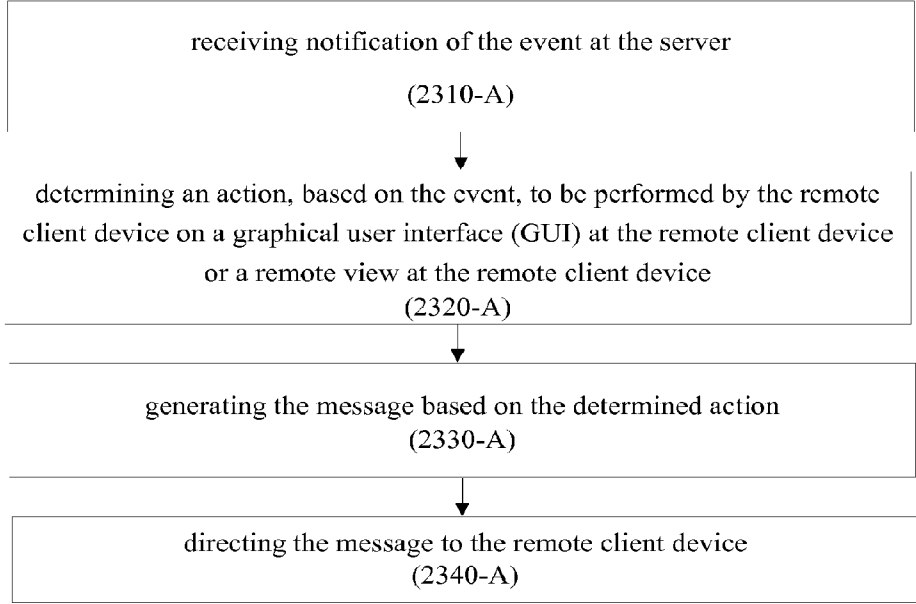 receiving notification of the event at the server
(2310-A)
determining an action, based on the event, to be performed by the remote
client device on a graphical user interface (GUI) at the remote client device
or a remote view at the remote client device
(2320-A)
generating the message based on the determined action
(2330-A)
directing the message to the remote client device
(2340-A)